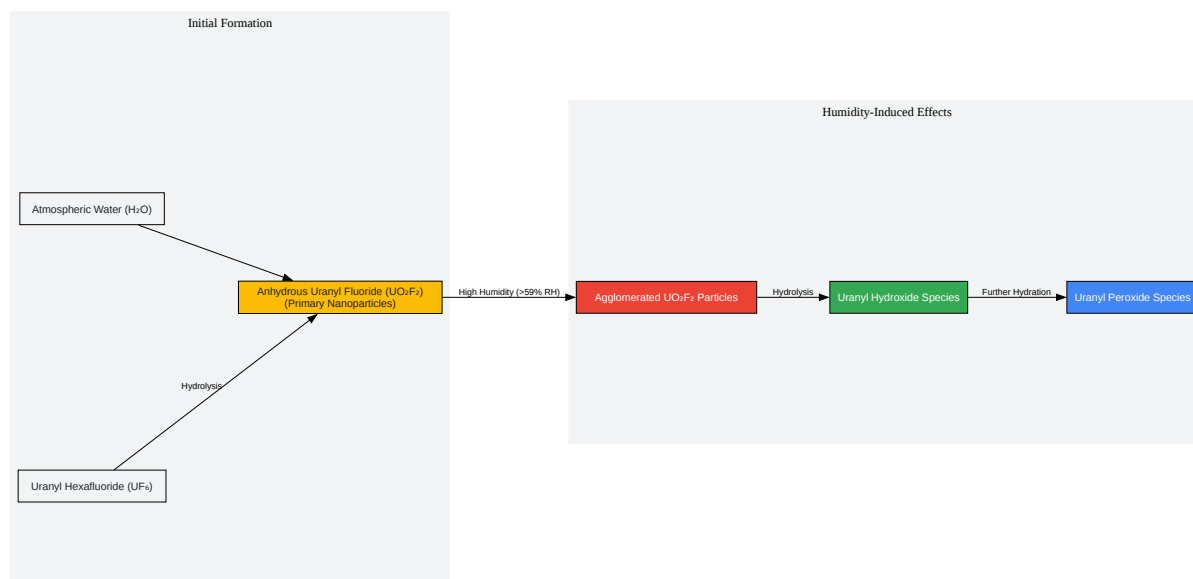 Initial Formation
Humidity-Induced Effects
Atmospheric Water (H₂O)
Anhydrous Uranyl Fluoride (UO₂F₂)
(Primary Nanoparticles)
High Humidity (>59% RH)
Agglomerated UO₂F₂ Particles
Hydrolysis
Uranyl Hydroxide Species
Further Hydration
Uranyl Peroxide Species
Hydrolysis
Uranyl Hexafluoride (UF₆)